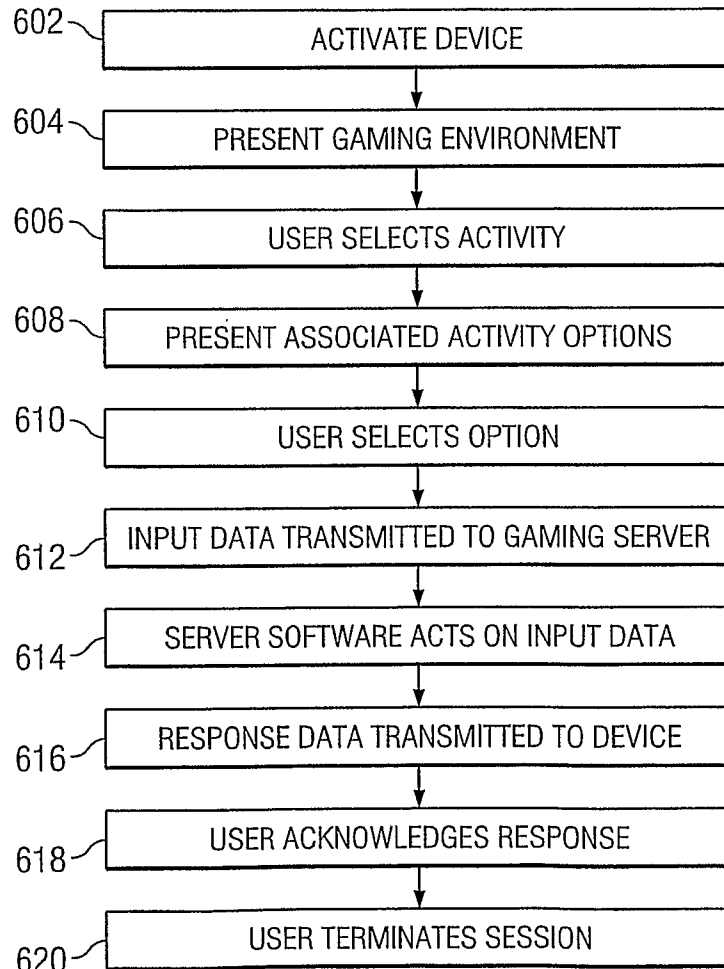 602
ACTIVATE DEVICE
604
PRESENT GAMING ENVIRONMENT
606
USER SELECTS ACTIVITY
608
PRESENT ASSOCIATED ACTIVITY OPTIONS
610
USER SELECTS OPTION
612
INPUT DATA TRANSMITTED TO GAMING SERVER
614
SERVER SOFTWARE ACTS ON INPUT DATA
616
RESPONSE DATA TRANSMITTED TO DEVICE
618
USER ACKNOWLEDGES RESPONSE
620
USER TERMINATES SESSION